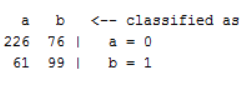 a b <-- classified as
226 76 | a = 0
61 99 | b = 1